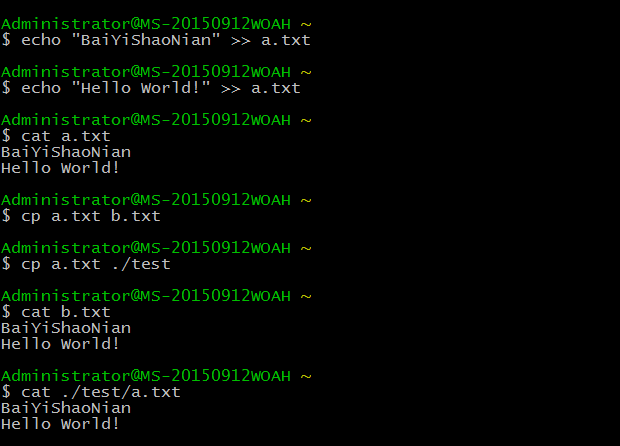 Administrator@MS-20150912WOAH ~
$ echo "BaiYiShaoNian" >> a.txt
Administrator@MS-20150912WOAH ~
$ echo "Hello World!" >> a.txt
Administrator@MS-20150912WOAH ~
$ cat a.txt
BaiYiShaoNian
Hello World!
Administrator@MS-20150912WOAH ~
$ cp a.txt b.txt
Administrator@MS-20150912WOAH ~
$ cp a.txt ./test
Administrator@MS-20150912WOAH ~
$ cat b.txt
BaiYiShaoNian
Hello World!
Administrator@MS-20150912WOAH ~
$ cat ./test/a.txt
BaiYiShaoNian
Hello World!